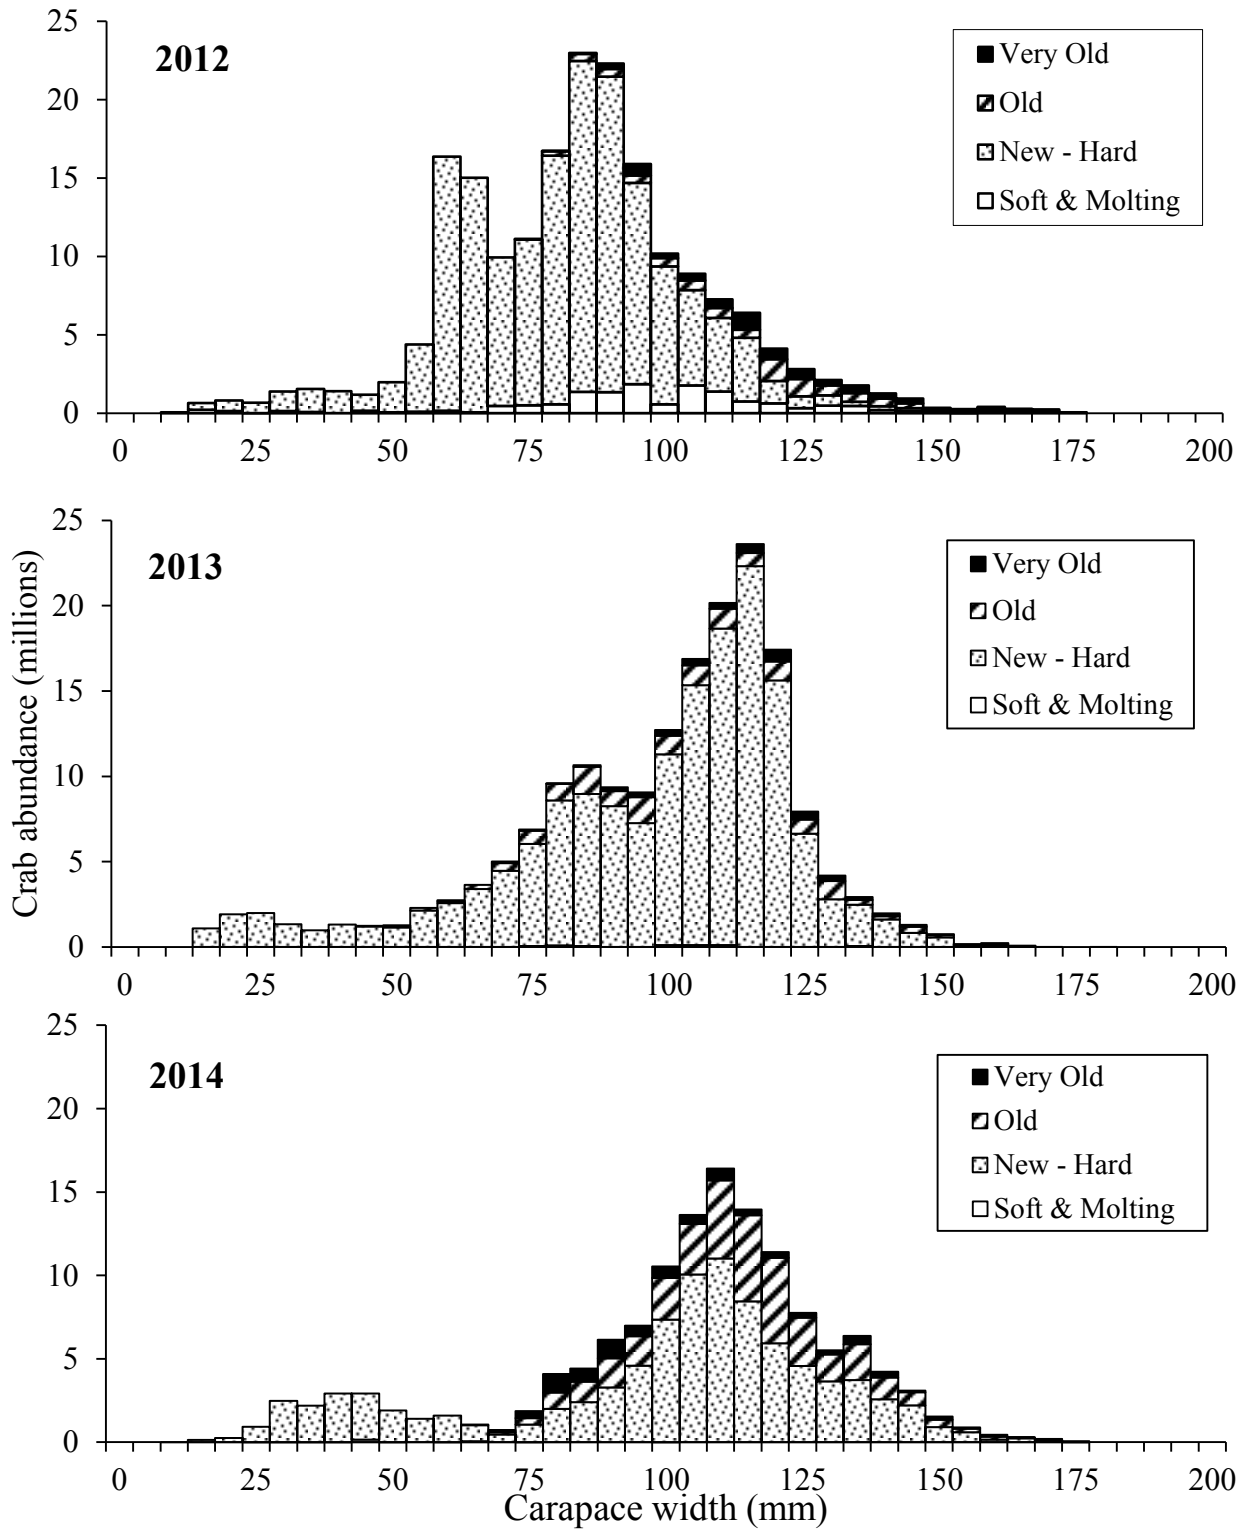 25
20
15
10
5
0
2012
Very Old
Old
New - Hard
Soft & Molting
0 25 50 75 100 125 150 175 200
Crab abundance (millions)
25
20
15
10
5
0
2013
Very Old
Old
New - Hard
Soft & Molting
0 25 50 75 100 125 150 175 200
25
20
15
10
5
0
2014
Very Old
Old
New - Hard
Soft & Molting
0 25 50 75 100 125 150 175 200
Carapace width (mm)